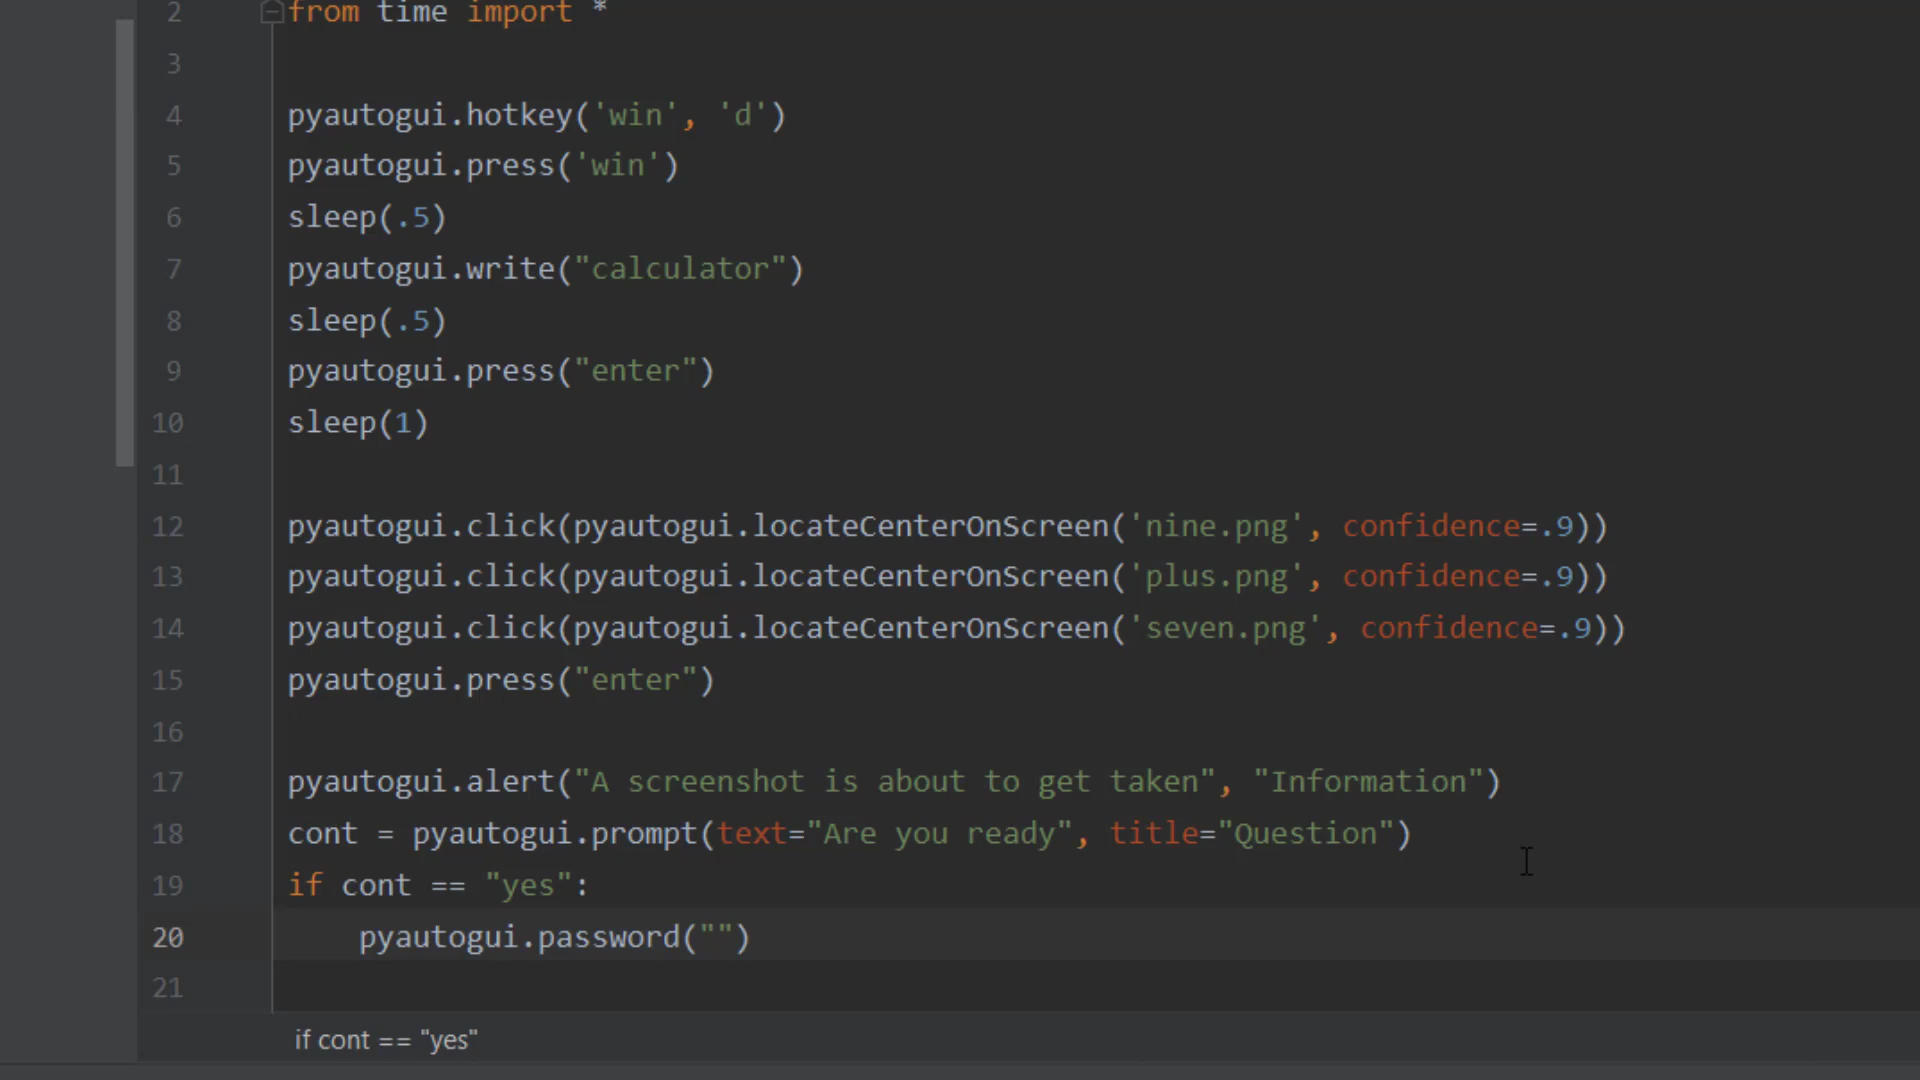 2 from time import *
3
4 pyautogui.hotkey('win', 'd')
5 pyautogui.press('win')
6 sleep(.5)
7 pyautogui.write("calculator")
8 sleep(.5)
9 pyautogui.press("enter")
10 sleep(1)
11
12 pyautogui.click(pyautogui.locateCenterOnScreen('nine.png', confidence=.9))
13 pyautogui.click(pyautogui.locateCenterOnScreen('plus.png', confidence=.9))
14 pyautogui.click(pyautogui.locateCenterOnScreen('seven.png', confidence=.9))
15 pyautogui.press("enter")
16
17 pyautogui.alert("A screenshot is about to get taken", "Information")
18 cont = pyautogui.prompt(text="Are you ready", title="Question")
19 if cont == "yes":
20     pyautogui.password("")
21
if cont == "yes"